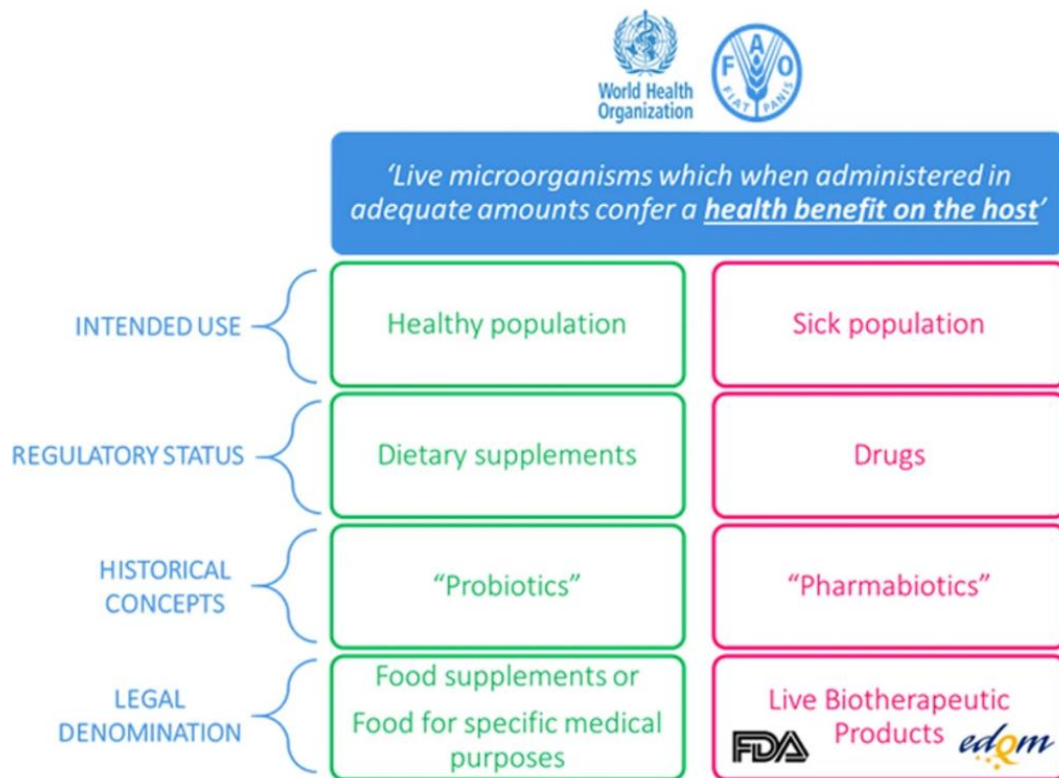 World Health
Organization
F A O
FIAT PANIS
‘Live microorganisms which when administered in
adequate amounts confer a health benefit on the host’
INTENDED USE
Healthy population
Sick population
REGULATORY STATUS
Dietary supplements
Drugs
HISTORICAL
CONCEPTS
“Probiotics”
“Pharmabiotics”
LEGAL
DENOMINATION
Food supplements or
Food for specific medical
purposes
Live Biotherapeutic
Products
FDA
edQm